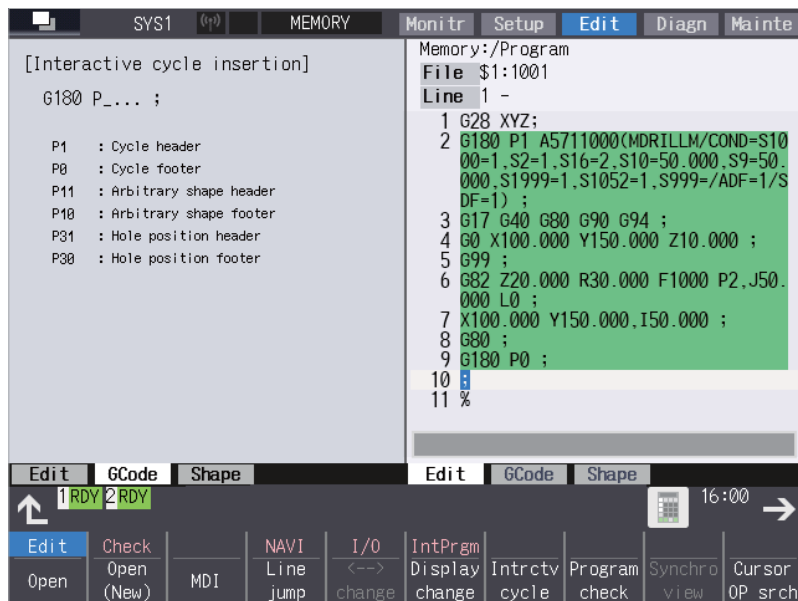 SYS1 MEMORY Monitr Setup Edit Diagn Mainte
[Interactive cycle insertion]
G180 P_... ;
P1 : Cycle header
P0 : Cycle footer
P11 : Arbitrary shape header
P10 : Arbitrary shape footer
P31 : Hole position header
P30 : Hole position footer
Memory:/Program
File $1:1001
Line 1 -
1 G28 XYZ;
2 G180 P1 A5711000(MDRILLM/COND=S10
00=1,S2=1,S16=2,S10=50.000,S9=50.
000,S1999=1,S1052=1,S999=/ADF=1/S
DF=1) ;
3 G17 G40 G80 G90 G94 ;
4 G0 X100.000 Y150.000 Z10.000 ;
5 G99 ;
6 G82 Z20.000 R30.000 F1000 P2,J50.
000 L0 ;
7 X100.000 Y150.000,I50.000 ;
8 G80 ;
9 G180 P0 ;
10 ;
11 %
Edit GCode Shape
Edit GCode Shape
1 RDY 2 RDY
16:00
Edit Check NAVI I/O IntPrgm
Open Open (New) MDI Line jump <--> change Display change Intrctv cycle Program check Synchro view Cursor OP srch